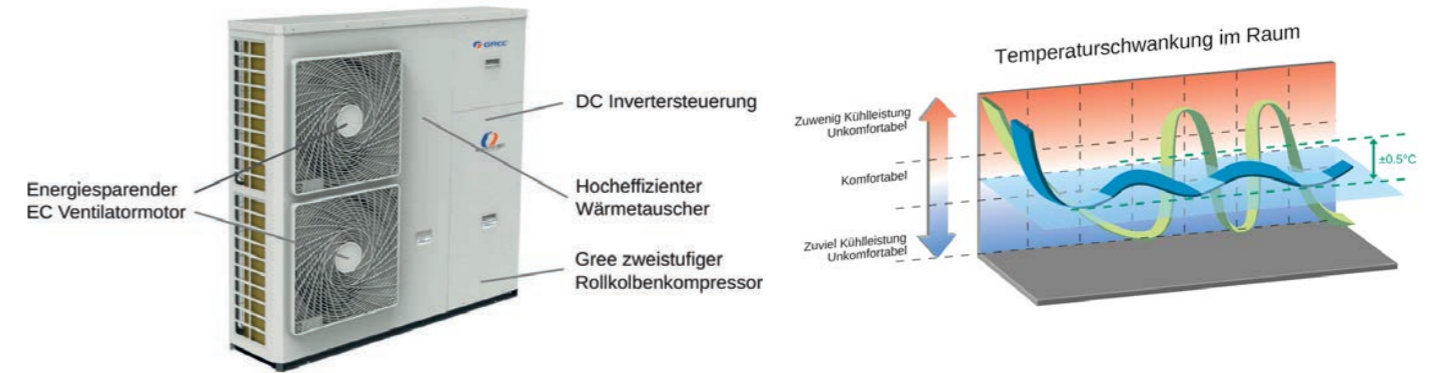 GREE
DC Invertersteuerung
Energiesparender
EC Ventilatormotor
Hocheffizienter
Wärmetauscher
Gree zweistufiger
Rollkolbenkompressor
Temperaturschwankung im Raum
Zuwenig Kühlleistung
Unkomfortabel
Komfortabel
Zuviel Kühlleistung
Unkomfortabel
±0.5°C